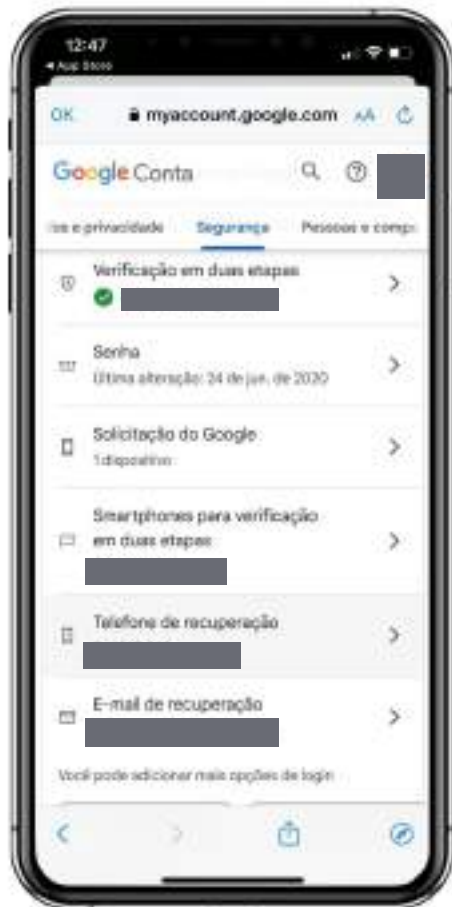 12:47
App Store
OK myaccount.google.com AA
Google Conta
os e privacidade Segurança Pessoas e comp
Verificação em duas etapas
Senha
Última alteração: 24 de jun. de 2020
Solicitação do Google
1 dispositivo
Smartphones para verificação
em duas etapas
Telefone de recuperação
E-mail de recuperação
Você pode adicionar mais opções de login